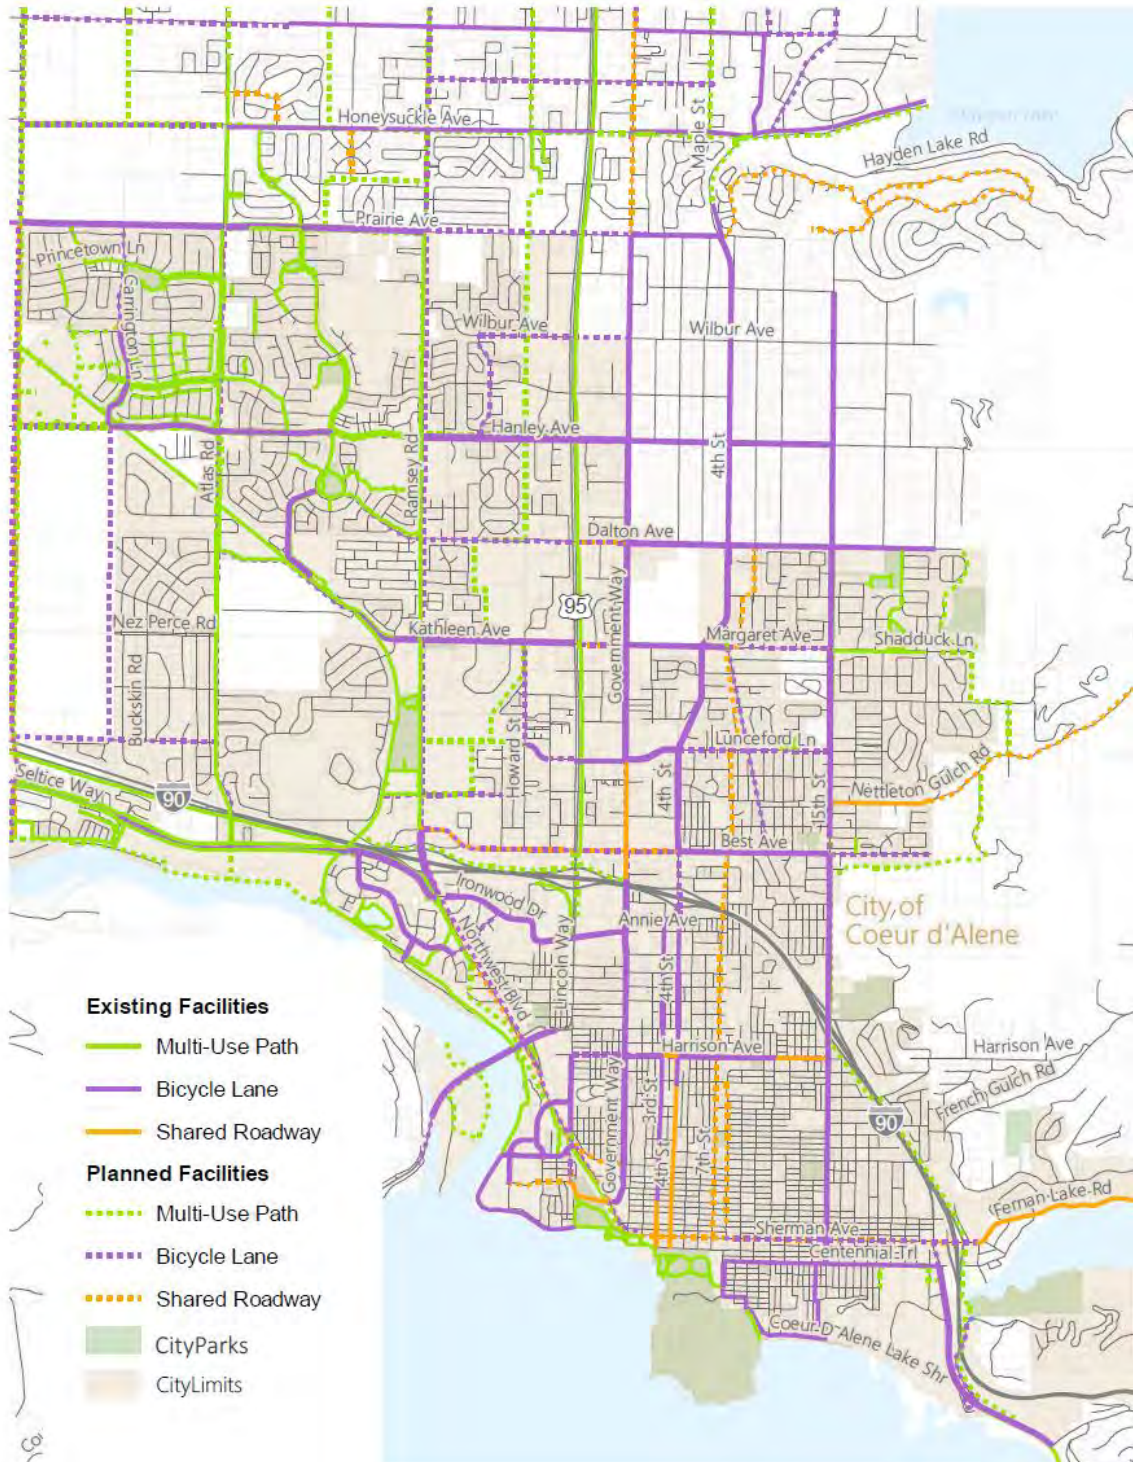 Honeysuckle Ave
Maple St
Hayden Lake Rd
Prairie Ave
Princetown Ln
Carrington Ln
Wilbur Ave
Wilbur Ave
Hanley Ave
Atlas Rd
Ramsey Rd
4th St
Dalton Ave
95
Government Way
Nez Perce Rd
Kathleen Ave
Margaret Ave
Shadduck Ln
Buckskin Rd
Howard St
Lunceford Ln
Seltice Way
90
4th St
15th St
Nettleton Gulch Rd
Best Ave
Ironwood Dr
Annie Ave
City of
Coeur d'Alene
Northwest Blvd
Lincoln Way
4th St
Existing Facilities
Multi-Use Path
Bicycle Lane
Shared Roadway
Harrison Ave
Harrison Ave
French Gulch Rd
Government Way
3rd St
4th St
7th St
90
Planned Facilities
Multi-Use Path
Bicycle Lane
Shared Roadway
CityParks
CityLimits
Fernan Lake Rd
Sherman Ave
Centennial Trl
Coeur D'Alene Lake Shr